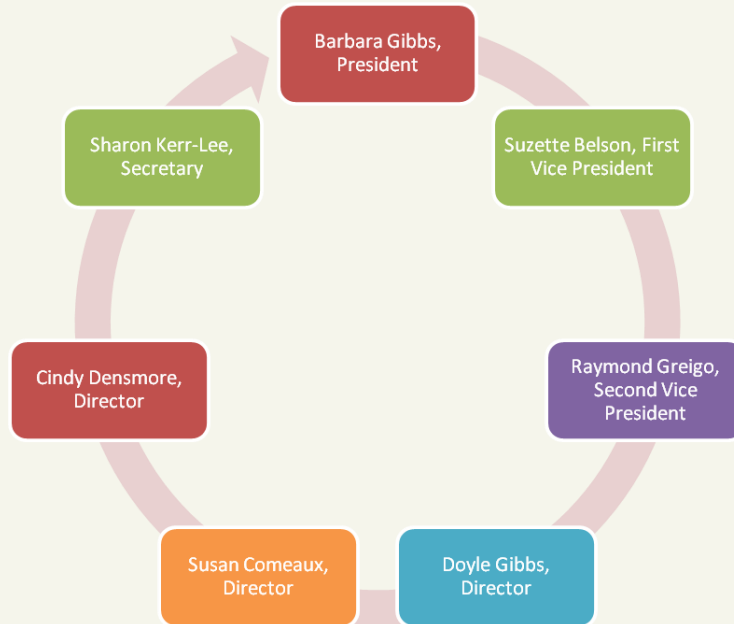 Barbara Gibbs,
President
Suzette Belson, First
Vice President
Raymond Greigo,
Second Vice
President
Doyle Gibbs,
Director
Susan Comeaux,
Director
Cindy Densmore,
Director
Sharon Kerr-Lee,
Secretary